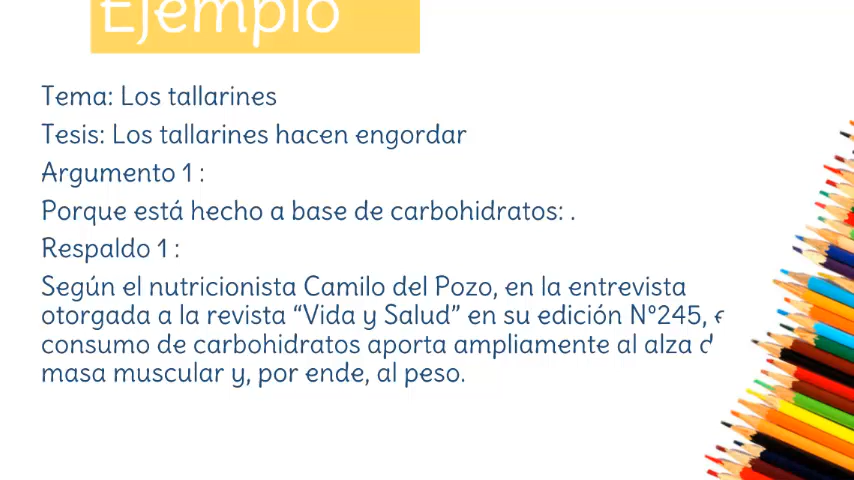 Ejemplo
Tema: Los tallarines
Tesis: Los tallarines hacen engordar
Argumento 1 :
Porque está hecho a base de carbohidratos: .
Respaldo 1 :
Según el nutricionista Camilo del Pozo, en la entrevista
otorgada a la revista “Vida y Salud” en su edición N°245,
consumo de carbohidratos aporta ampliamente al alza
masa muscular y, por ende, al peso.